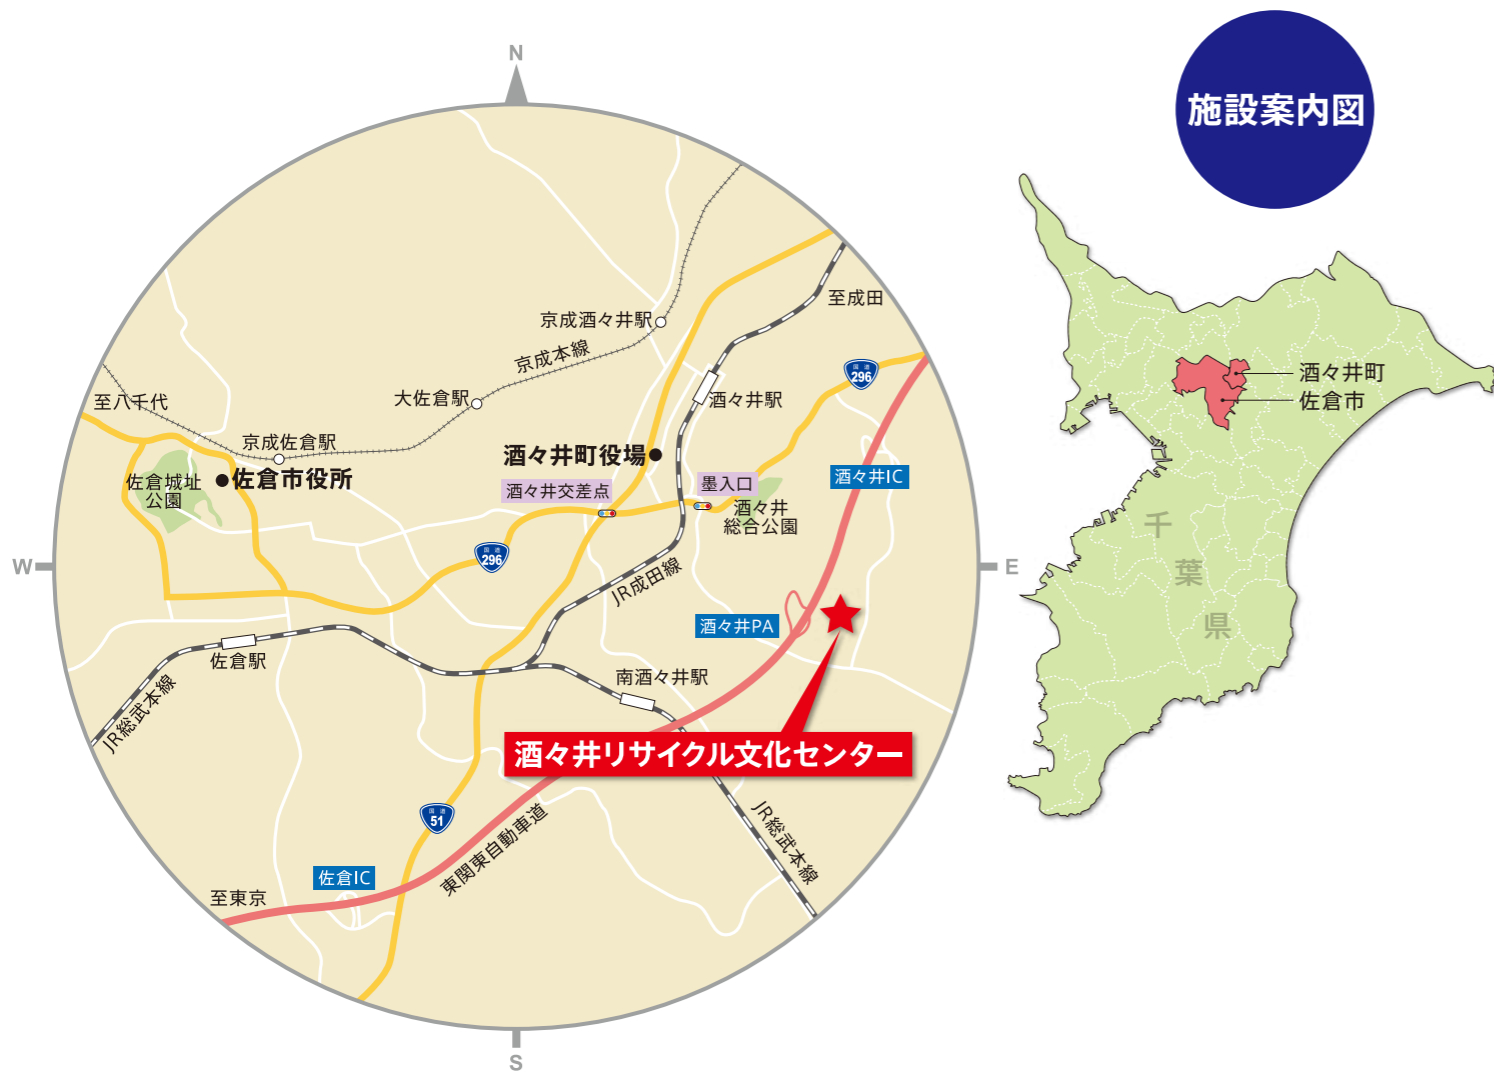 施設案内図
N
W
E
S
至成田
京成酒々井駅
京成本線
国道
296
大佐倉駅
酒々井駅
至八千代
京成佐倉駅
酒々井町役場
佐倉城址
公園
佐倉市役所
酒々井交差点
墨入口
酒々井IC
酒々井
総合公園
国道
296
JR成田線
酒々井PA
佐倉駅
南酒々井駅
JR総武本線
酒々井リサイクル文化センター
国道
51
東関東自動車道
JR総武本線
佐倉IC
至東京
酒々井町
佐倉市
千
葉
県